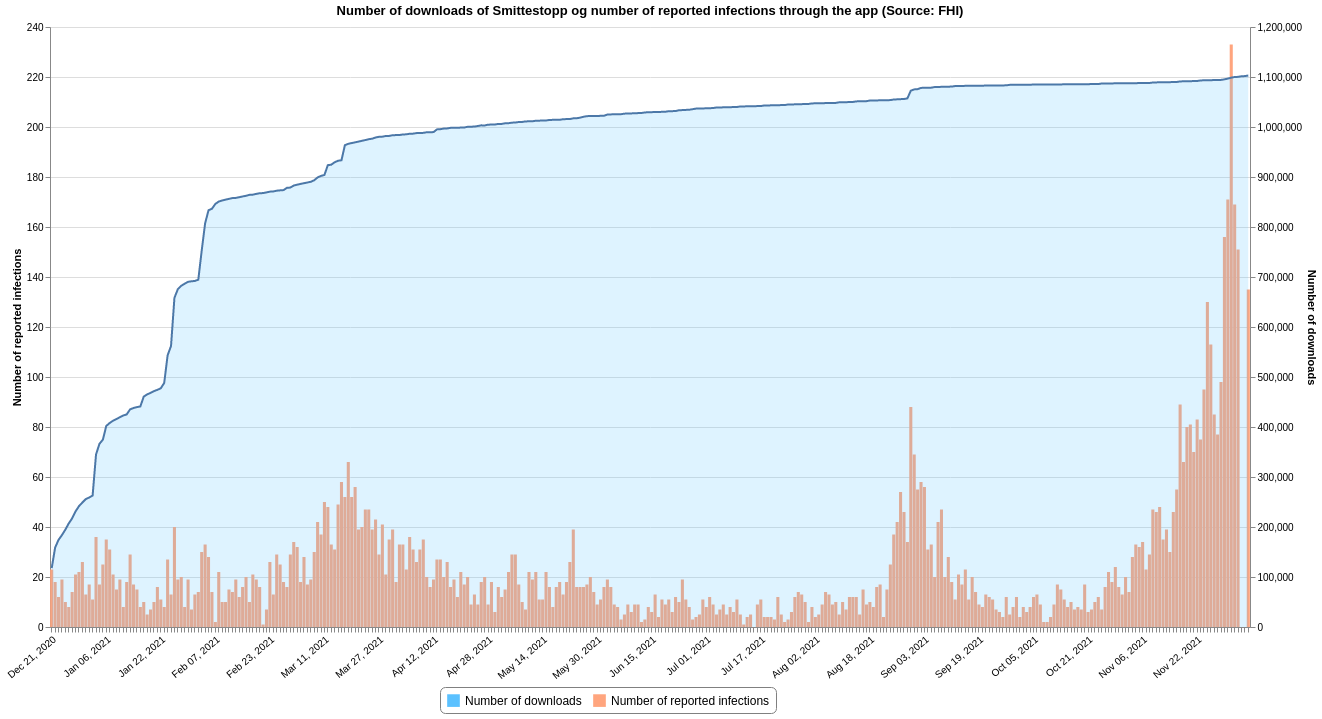 Number of downloads of Smittestopp og number of reported infections through the app (Source: FHI)
Number of reported infections
240
220
200
180
160
140
120
100
80
60
40
20
0
1,200,000
1,100,000
1,000,000
900,000
800,000
700,000
600,000
500,000
400,000
300,000
200,000
100,000
0
Number of downloads
Dec 21, 2020
Jan 06, 2021
Jan 22, 2021
Feb 07, 2021
Feb 23, 2021
Mar 11, 2021
Mar 27, 2021
Apr 12, 2021
Apr 28, 2021
May 14, 2021
May 30, 2021
Jun 15, 2021
Jul 01, 2021
Jul 17, 2021
Aug 02, 2021
Aug 18, 2021
Sep 03, 2021
Sep 19, 2021
Oct 05, 2021
Oct 21, 2021
Nov 06, 2021
Nov 22, 2021
Number of downloads
Number of reported infections